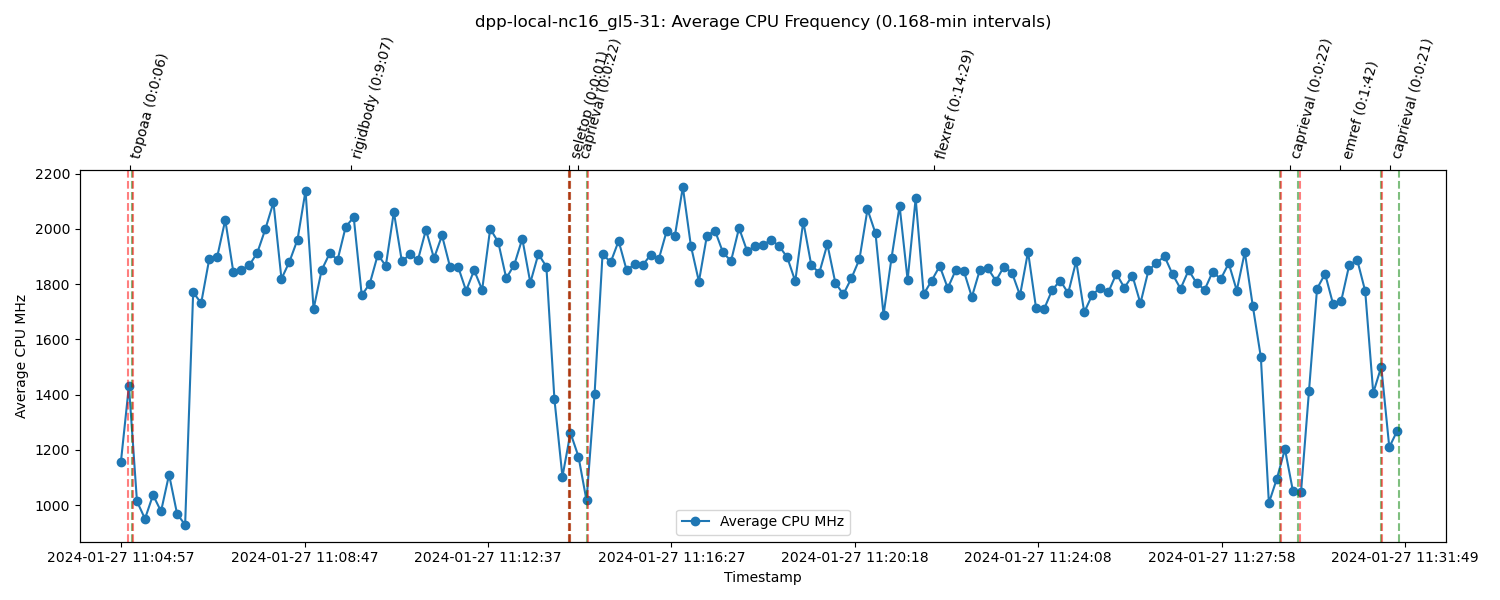 dpp-local-nc16_gl5-31: Average CPU Frequency (0.168-min intervals)
topoaa (0:0:06)
rigidbody (0:9:07)
seletop (0:0:01)
caprieval (0:0:22)
flexref (0:14:29)
caprieval (0:0:22)
emref (0:1:42)
caprieval (0:0:21)
Average CPU MHz
2200
2000
1800
1600
1400
1200
1000
Average CPU MHz
2024-01-27 11:04:57
2024-01-27 11:08:47
2024-01-27 11:12:37
2024-01-27 11:16:27
2024-01-27 11:20:18
2024-01-27 11:24:08
2024-01-27 11:27:58
2024-01-27 11:31:49
Timestamp